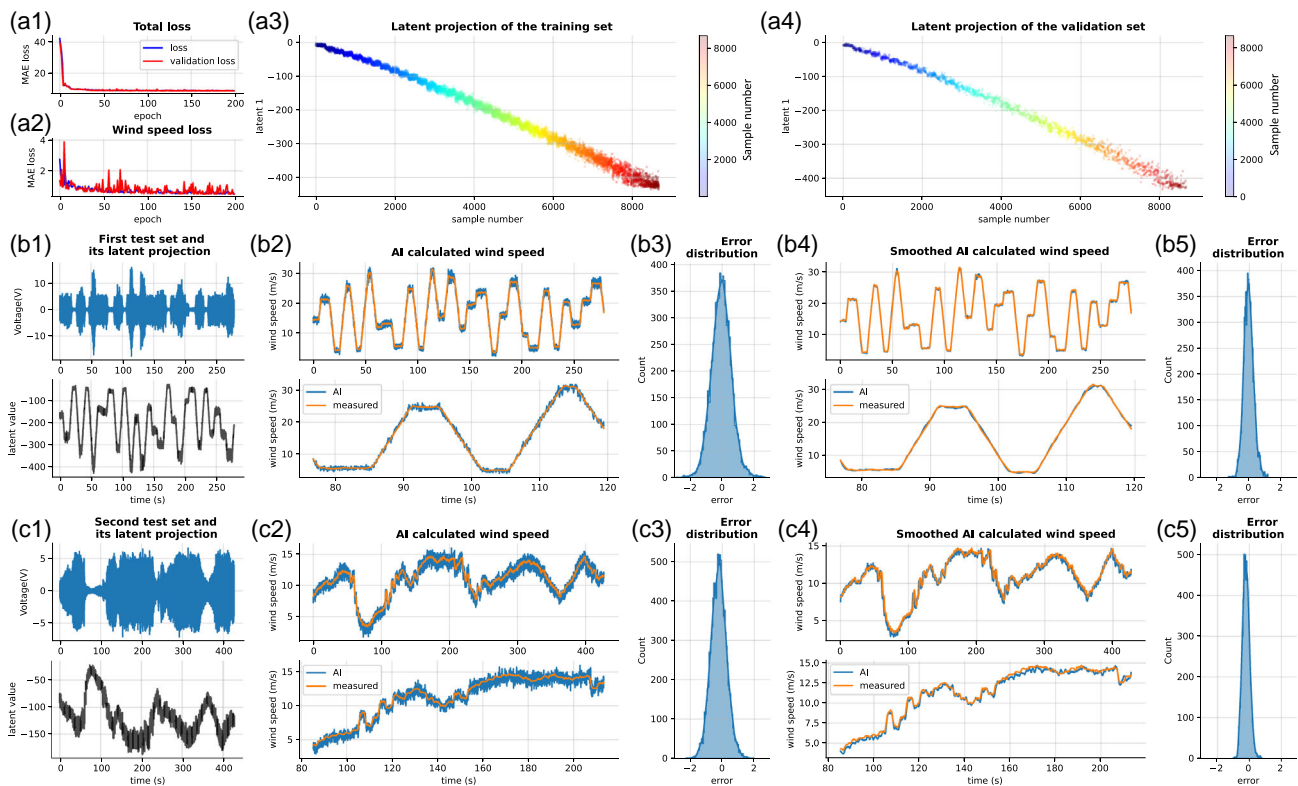 (a1)
Total loss
MAE loss
40
20
loss
validation loss
0
50
100
150
200
epoch
(a2)
Wind speed loss
MAE loss
4
2
0
50
100
150
200
epoch
(a3)
Latent projection of the training set
latent 1
0
−100
−200
−300
−400
0
2000
4000
6000
8000
sample number
8000
6000
4000
2000
Sample number
(a4)
Latent projection of the validation set
latent 1
0
−100
−200
−300
−400
0
2000
4000
6000
8000
sample number
8000
6000
4000
2000
0
Sample number
(b1)
First test set and
its latent projection
Voltage(V)
10
0
−10
0
50
100
150
200
250
latent value
−100
−200
−300
−400
0
50
100
150
200
250
time (s)
(b2)
AI calculated wind speed
wind speed (m/s)
30
20
10
0
50
100
150
200
250
wind speed (m/s)
30
20
10
AI
measured
80
90
100
110
120
time (s)
(b3)
Error
distribution
Count
400
350
300
250
200
150
100
50
0
−2
0
2
error
(b4)
Smoothed AI calculated wind speed
wind speed (m/s)
30
20
10
0
50
100
150
200
250
wind speed (m/s)
30
20
10
AI
measured
80
90
100
110
120
time (s)
(b5)
Error
distribution
Count
400
350
300
250
200
150
100
50
0
2
0
2
error
(c1)
Second test set and
its latent projection
Voltage(V)
5
0
−5
0
100
200
300
400
latent value
−50
−100
−150
0
100
200
300
400
time (s)
(c2)
AI calculated wind speed
wind speed (m/s)
15
10
5
0
100
200
300
400
wind speed (m/s)
15
10
5
AI
measured
80
100
120
140
160
180
200
time (s)
(c3)
Error
distribution
Count
500
400
300
200
100
0
−2
0
2
error
(c4)
Smoothed AI calculated wind speed
wind speed (m/s)
15
10
5
0
100
200
300
400
wind speed (m/s)
15,0
12,5
10,0
7,5
5,0
AI
measured
80
100
120
140
160
180
200
time (s)
(c5)
Error
distribution
Count
500
400
300
200
100
0
−2
0
2
error